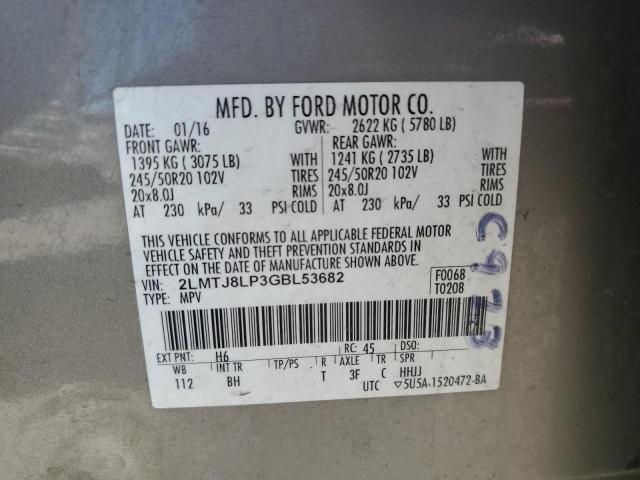 MFD. BY FORD MOTOR CO.
DATE: 01/16 GVWR: 2622 KG ( 5780 LB)
FRONT GAWR: REAR GAWR:
1395 KG ( 3075 LB) WITH 1241 KG ( 2735 LB) WITH
245/50R20 102V TIRES 245/50R20 102V TIRES
20x8.0J RIMS 20x8.0J RIMS
AT 230 kPa/ 33 PSI COLD AT 230 kPa/ 33 PSI COLD
THIS VEHICLE CONFORMS TO ALL APPLICABLE FEDERAL MOTOR
VEHICLE SAFETY AND THEFT PREVENTION STANDARDS IN
EFFECT ON THE DATE OF MANUFACTURE SHOWN ABOVE.
VIN: 2LMTJ8LP3GBL53682 F0068
TYPE: MPV T0208
EXT PNT: H6 RC: 45 DSO:
WB INT TR TP/PS R AXLE TR SPR
112 BH T 3F C HHJJ
UTC ▽5U5A-1520472-BA
C973